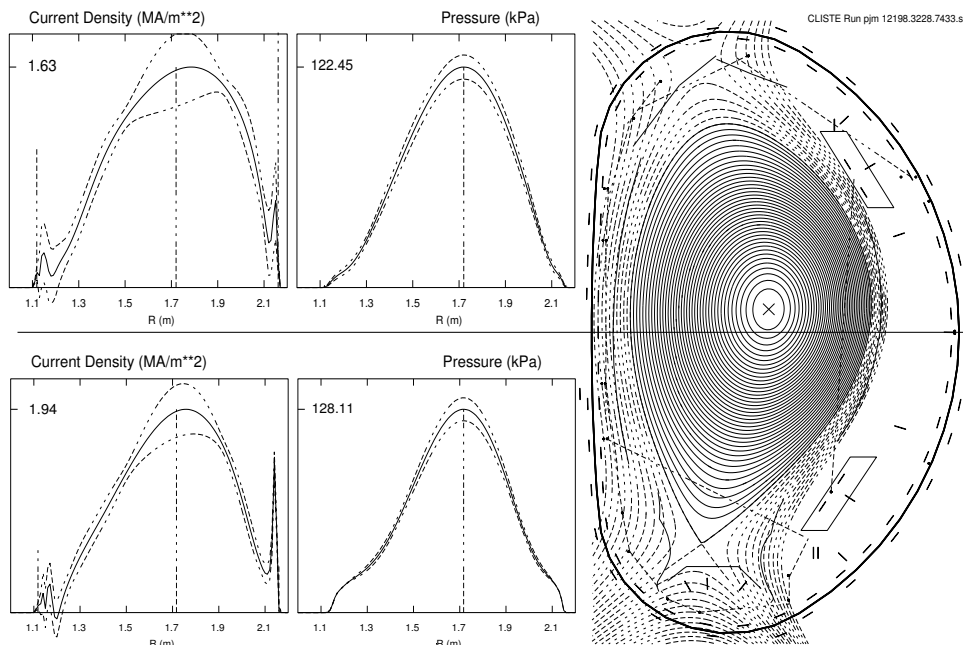 Current Density (MA/m**2)
Pressure (kPa)
CLISTE Run pjm 12198.3228.7433.s
1.63
122.45
1.1 1.3 1.5 1.7 1.9 2.1
1.1 1.3 1.5 1.7 1.9 2.1
R (m)
R (m)
Current Density (MA/m**2)
Pressure (kPa)
1.94
128.11
1.1 1.3 1.5 1.7 1.9 2.1
1.1 1.3 1.5 1.7 1.9 2.1
R (m)
R (m)